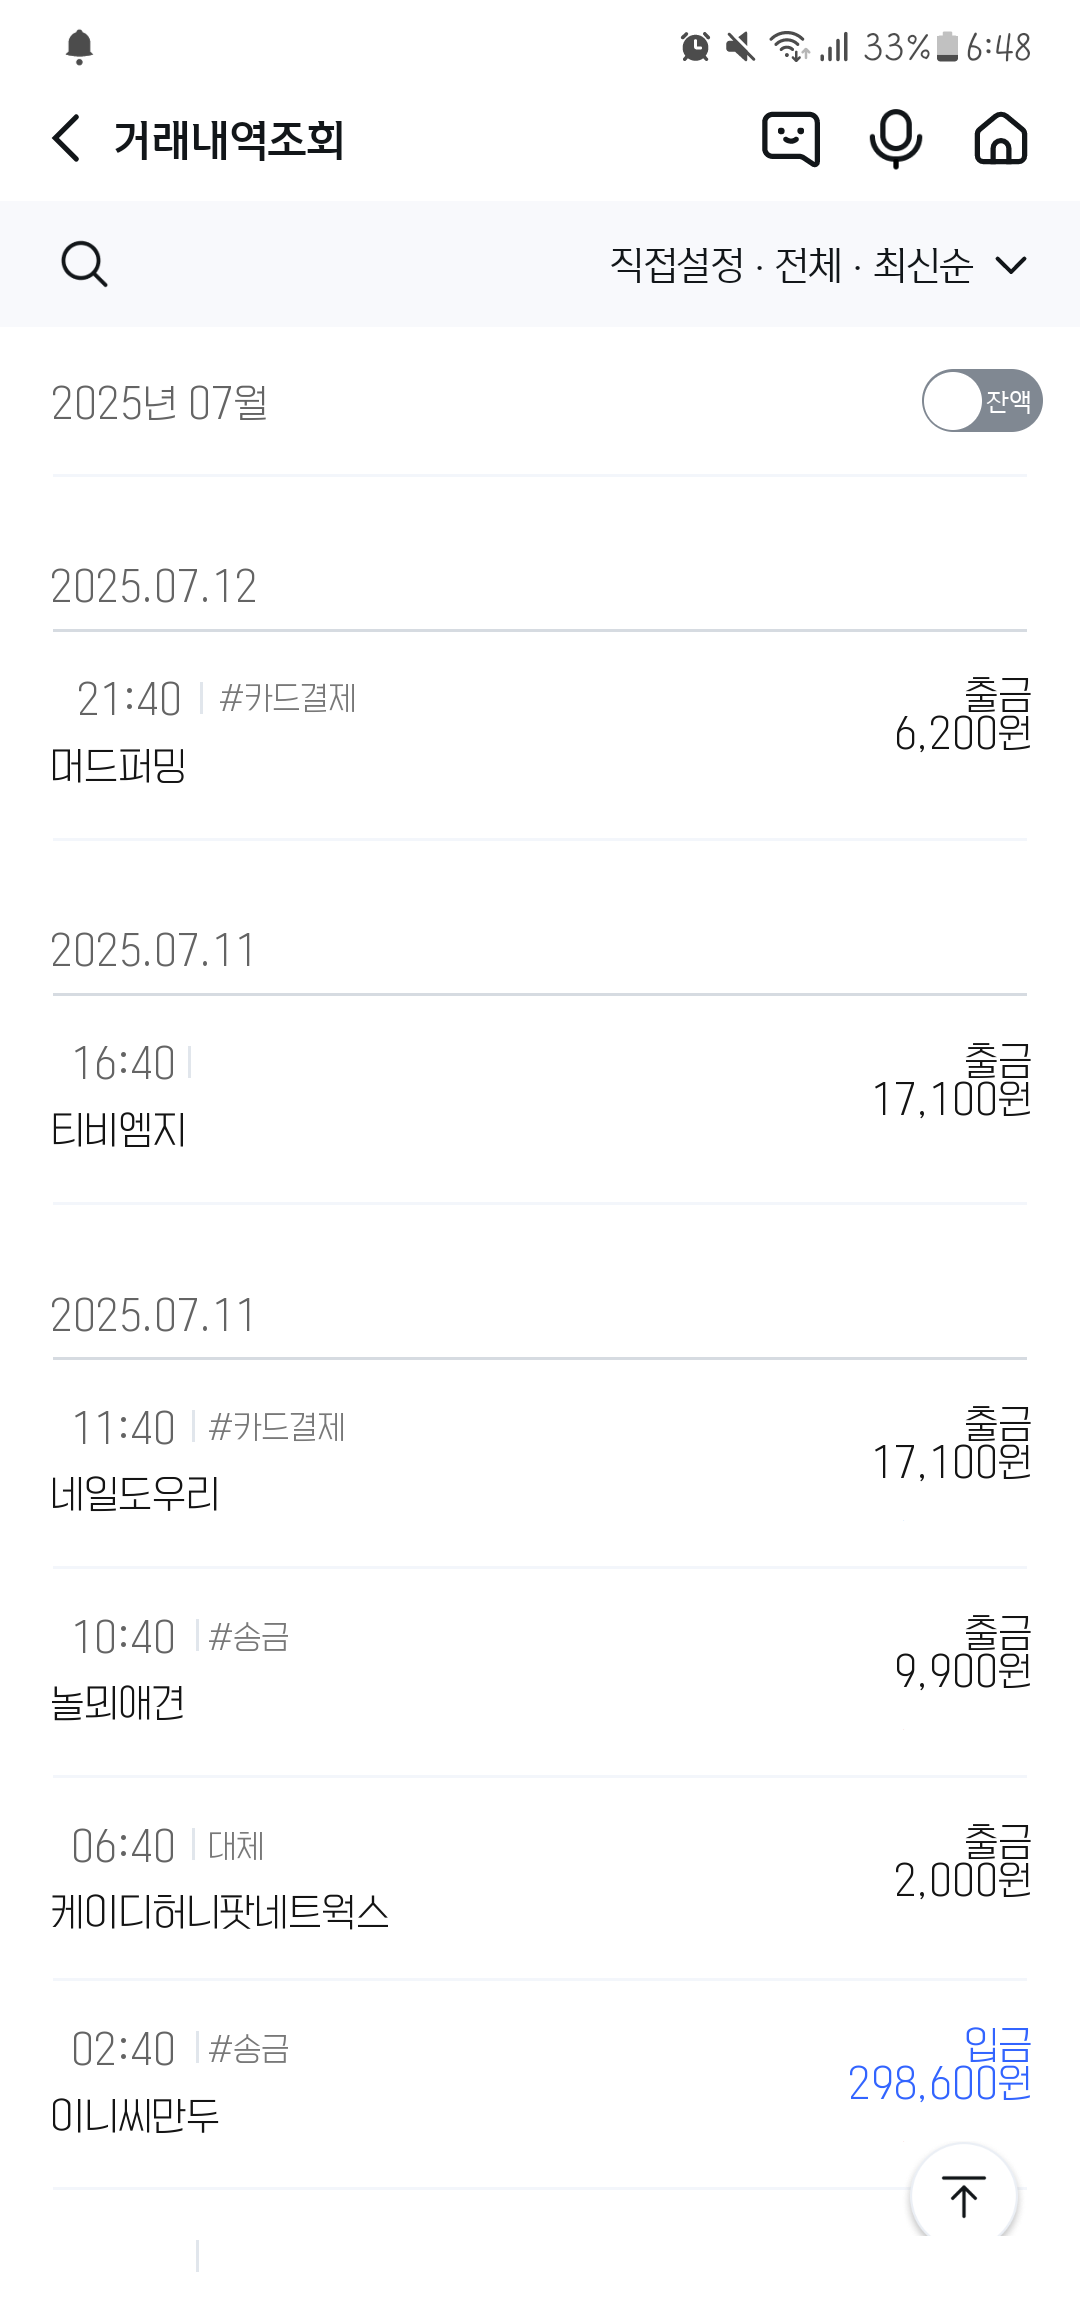 33% 6:48
거래내역조회
직접설정 · 전체 · 최신순
2025년 07월
잔액
2025.07.12
21:40 #카드결제
출금
6,200원
머드퍼밍
2025.07.11
16:40
출금
17,100원
티비엠지
2025.07.11
11:40 #카드결제
출금
17,100원
네일도우리
10:40 #송금
출금
9,900원
놀뫼애견
06:40 대체
출금
2,000원
케이디허니팟네트웍스
02:40 #송금
입금
298,600원
이니씨만두